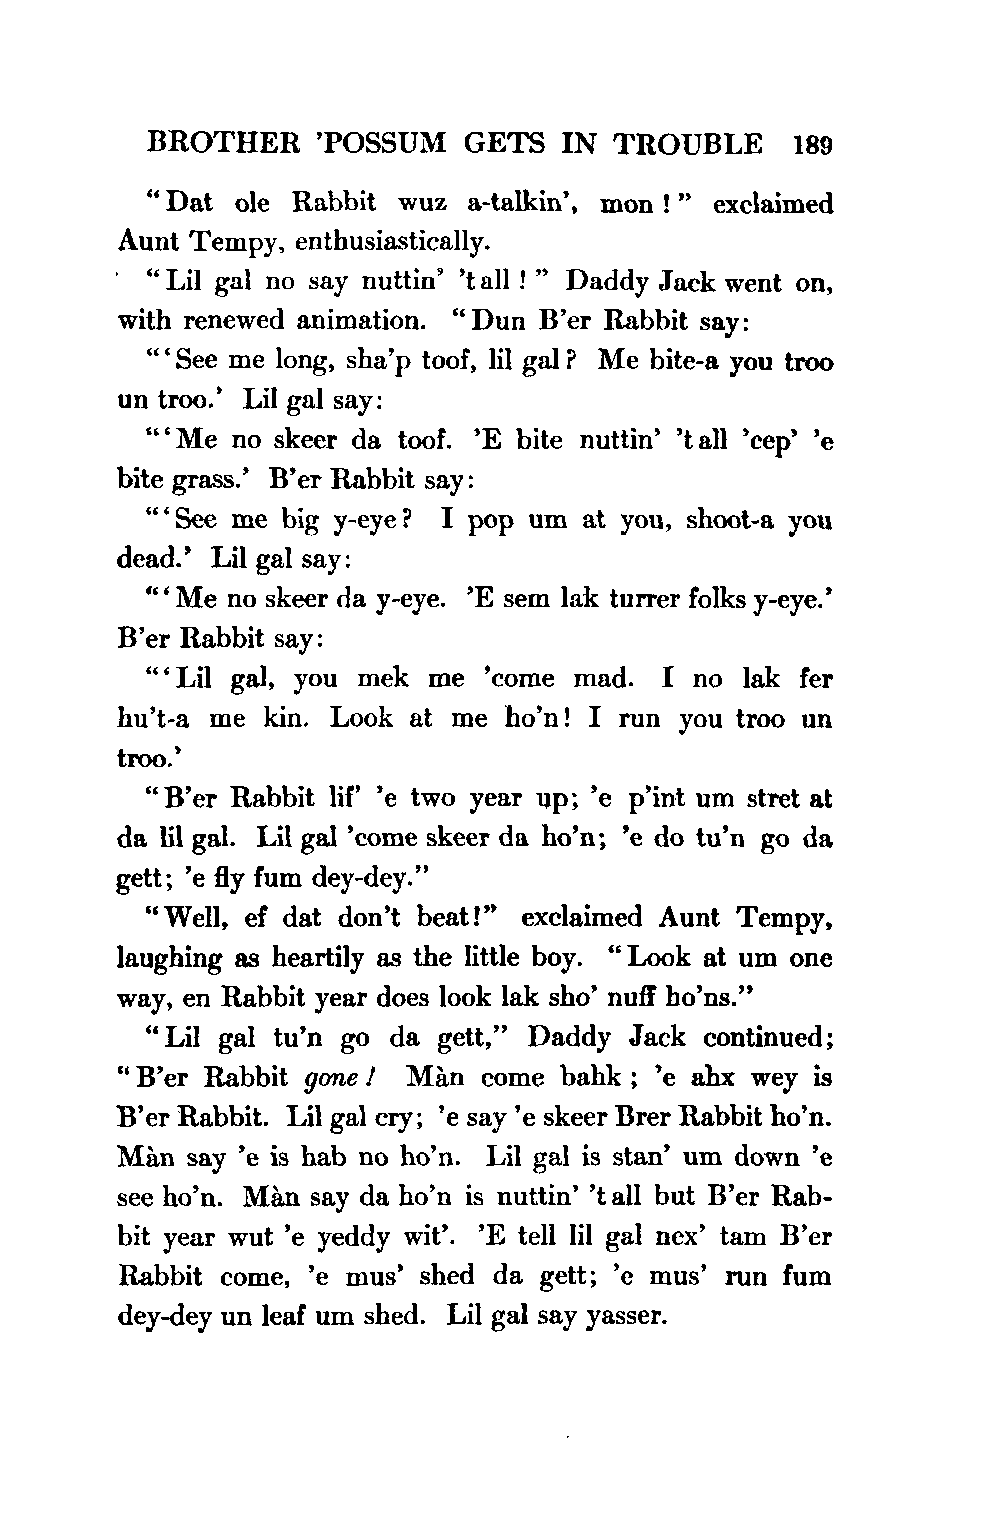 BROTHER ’POSSUM GETS IN TROUBLE 189
“Dat ole Rabbit wuz a-talkin’, mon!” exclaimed
Aunt Tempy, enthusiastically.
“Lil gal no say nuttin’ ’tall!” Daddy Jack went on,
with renewed animation. “Dun B’er Rabbit say:
“‘See me long, sha’p toof, lil gal? Me bite-a you troo
un troo.’ Lil gal say:
“‘Me no skeer da toof. ’E bite nuttin’ ’tall ’cep’ ’e
bite grass.’ B’er Rabbit say:
“‘See me big y-eye? I pop um at you, shoot-a you
dead.’ Lil gal say:
“‘Me no skeer da y-eye. ’E sem lak turrer folks y-eye.’
B’er Rabbit say:
“‘Lil gal, you mek me ’come mad. I no lak fer
hu’t-a me kin. Look at me ho’n! I run you troo un
troo.’
“B’er Rabbit lif’ ’e two year up; ’e p’int um stret at
da lil gal. Lil gal ’come skeer da ho’n; ’e do tu’n go da
gett; ’e fly fum dey-dey.”
“Well, ef dat don’t beat!” exclaimed Aunt Tempy,
laughing as heartily as the little boy. “Look at um one
way, en Rabbit year does look lak sho’ nuff ho’ns.”
“Lil gal tu’n go da gett,” Daddy Jack continued;
“B’er Rabbit gone! Màn come bahk; ’e ahx wey is
B’er Rabbit. Lil gal cry; ’e say ’e skeer Brer Rabbit ho’n.
Màn say ’e is hab no ho’n. Lil gal is stan’ um down ’e
see ho’n. Màn say da ho’n is nuttin’ ’tall but B’er Rab-
bit year wut ’e yeddy wit’. ’E tell lil gal nex’ tam B’er
Rabbit come, ’e mus’ shed da gett; ’e mus’ run fum
dey-dey un leaf um shed. Lil gal say yasser.